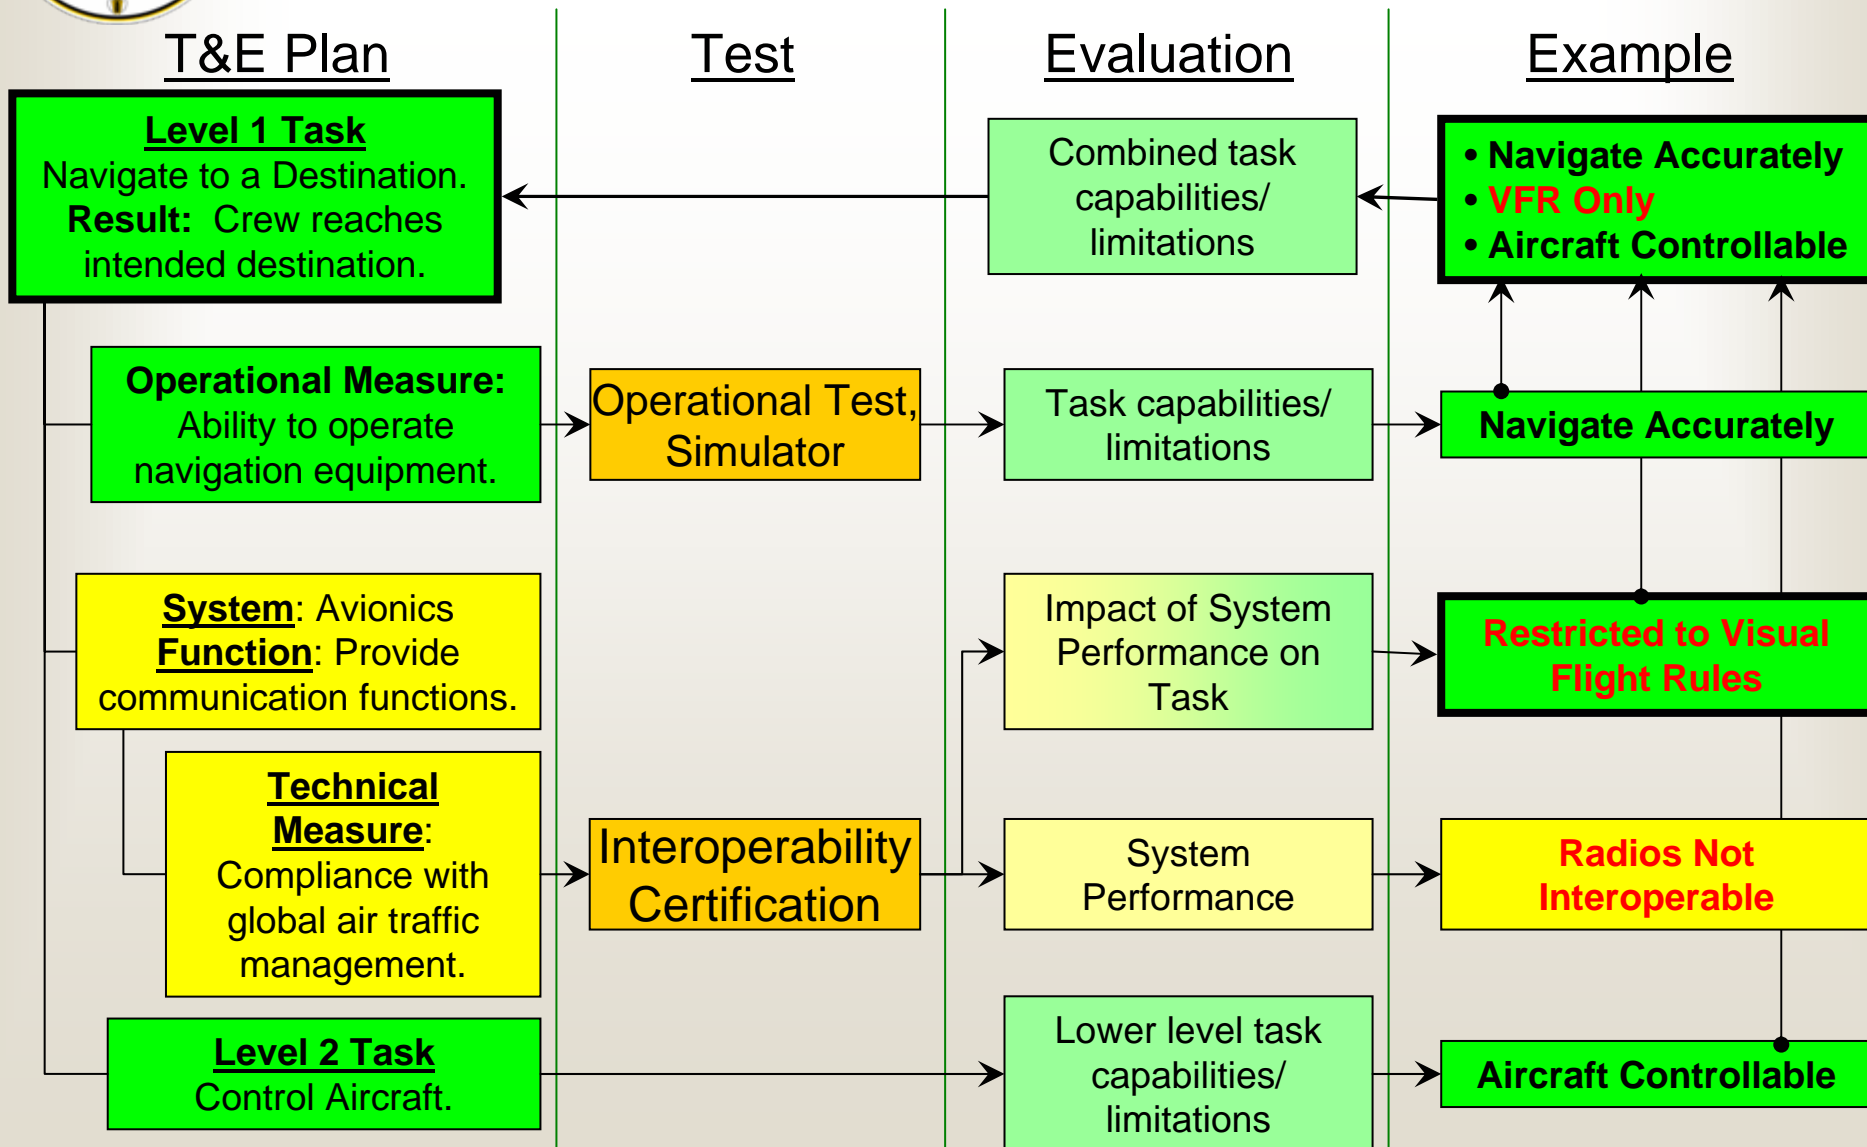 T&E Plan
Test
Evaluation
Example
Level 1 Task
Navigate to a Destination.
Result: Crew reaches
intended destination.
Combined task
capabilities/
limitations
• Navigate Accurately
• VFR Only
• Aircraft Controllable
Operational Measure:
Ability to operate
navigation equipment.
Operational Test,
Simulator
Task capabilities/
limitations
Navigate Accurately
System: Avionics
Function: Provide
communication functions.
Impact of System
Performance on
Task
Restricted to Visual
Flight Rules
Technical
Measure:
Compliance with
global air traffic
management.
Interoperability
Certification
System
Performance
Radios Not
Interoperable
Level 2 Task
Control Aircraft.
Lower level task
capabilities/
limitations
Aircraft Controllable